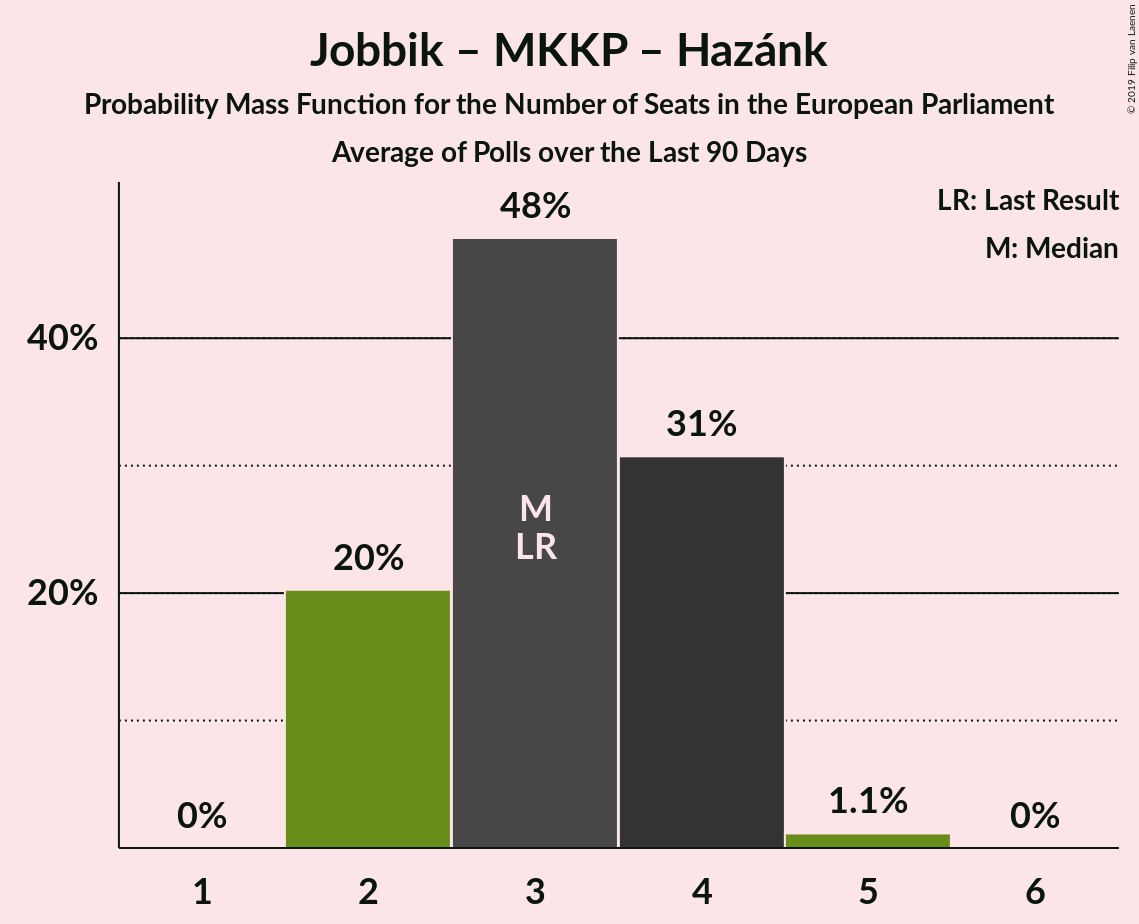 Jobbik – MKKP – Hazánk
Probability Mass Function for the Number of Seats in the European Parliament
Average of Polls over the Last 90 Days
© 2019 Filip van Laenen
LR: Last Result
M: Median
48%
40%
31%
M
LR
20%
20%
1.1%
0%
0%
1 2 3 4 5 6